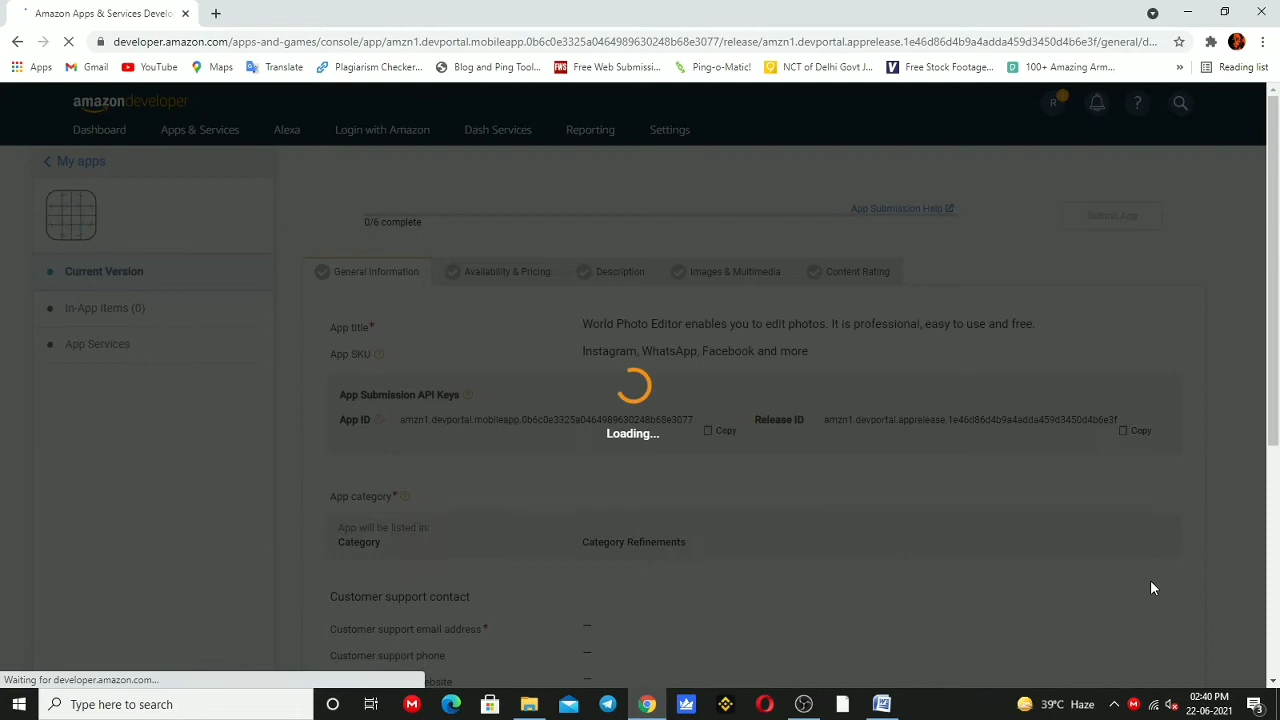 Amazon Apps & Services Develo
developer.amazon.com/apps-and-games/console/app/amzn1.devportal.mobileapp.0b6c0e3325a0464989630248b68e3077/release/amzn1.devportal.apprelease.1e46d86d4b9a4adda459d3450d4b6e3f/general/d...
Apps Gmail YouTube Maps Translate Plagiarism Checker... Blog and Ping Tool... FWS Free Web Submissi... Ping-o-Matic! NCT of Delhi Govt J... Free Stock Footage... 100+ Amazing Arm... » Reading list
amazondeveloper R ?
Dashboard Apps & Services Alexa Login with Amazon Dash Services Reporting Settings
My apps
App Submission Help
Submit App
0/6 complete
Current Version
General Information Availability & Pricing Description Images & Multimedia Content Rating
In-App Items (0)
App title* World Photo Editor enables you to edit photos. It is professional, easy to use and free.
App Services
App SKU Instagram, WhatsApp, Facebook and more
App Submission API Keys
App ID amzn1.devportal.mobileapp.0b6c0e3325a0464989630248b68e3077 Copy Release ID amzn1.devportal.apprelease.1e46d86d4b9a4adda459d3450d4b6e3f Copy
Loading...
App category*
App will be listed in:
Category Category Refinements
Customer support contact
Customer support email address* —
Customer support phone —
ebsite —
Waiting for developer.amazon.com...
Type here to search 39°C Haze 02:40 PM
22-06-2021 3